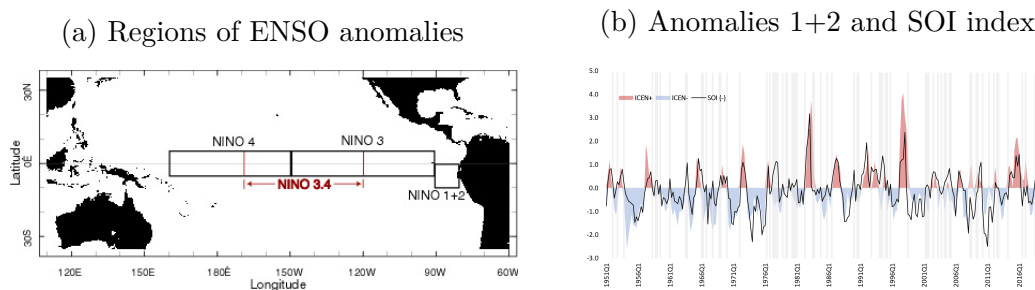 (a) Regions of ENSO anomalies
30N
0É
30S
Latitude
NINO 4
NINO 3
NINO 3.4
NINO 1+2
120E
150E
180É
150W
120W
90W
60W
Longitude
(b) Anomalies 1+2 and SOI index
5.0
4.0
3.0
2.0
1.0
0.0
-1.0
-2.0
-3.0
ICEN+
ICEN-
SOI (-)
1951Q1
1956Q1
1961Q1
1966Q1
1971Q1
1976Q1
1981Q1
1986Q1
1991Q1
1996Q1
2001Q1
2006Q1
2011Q1
2016Q1